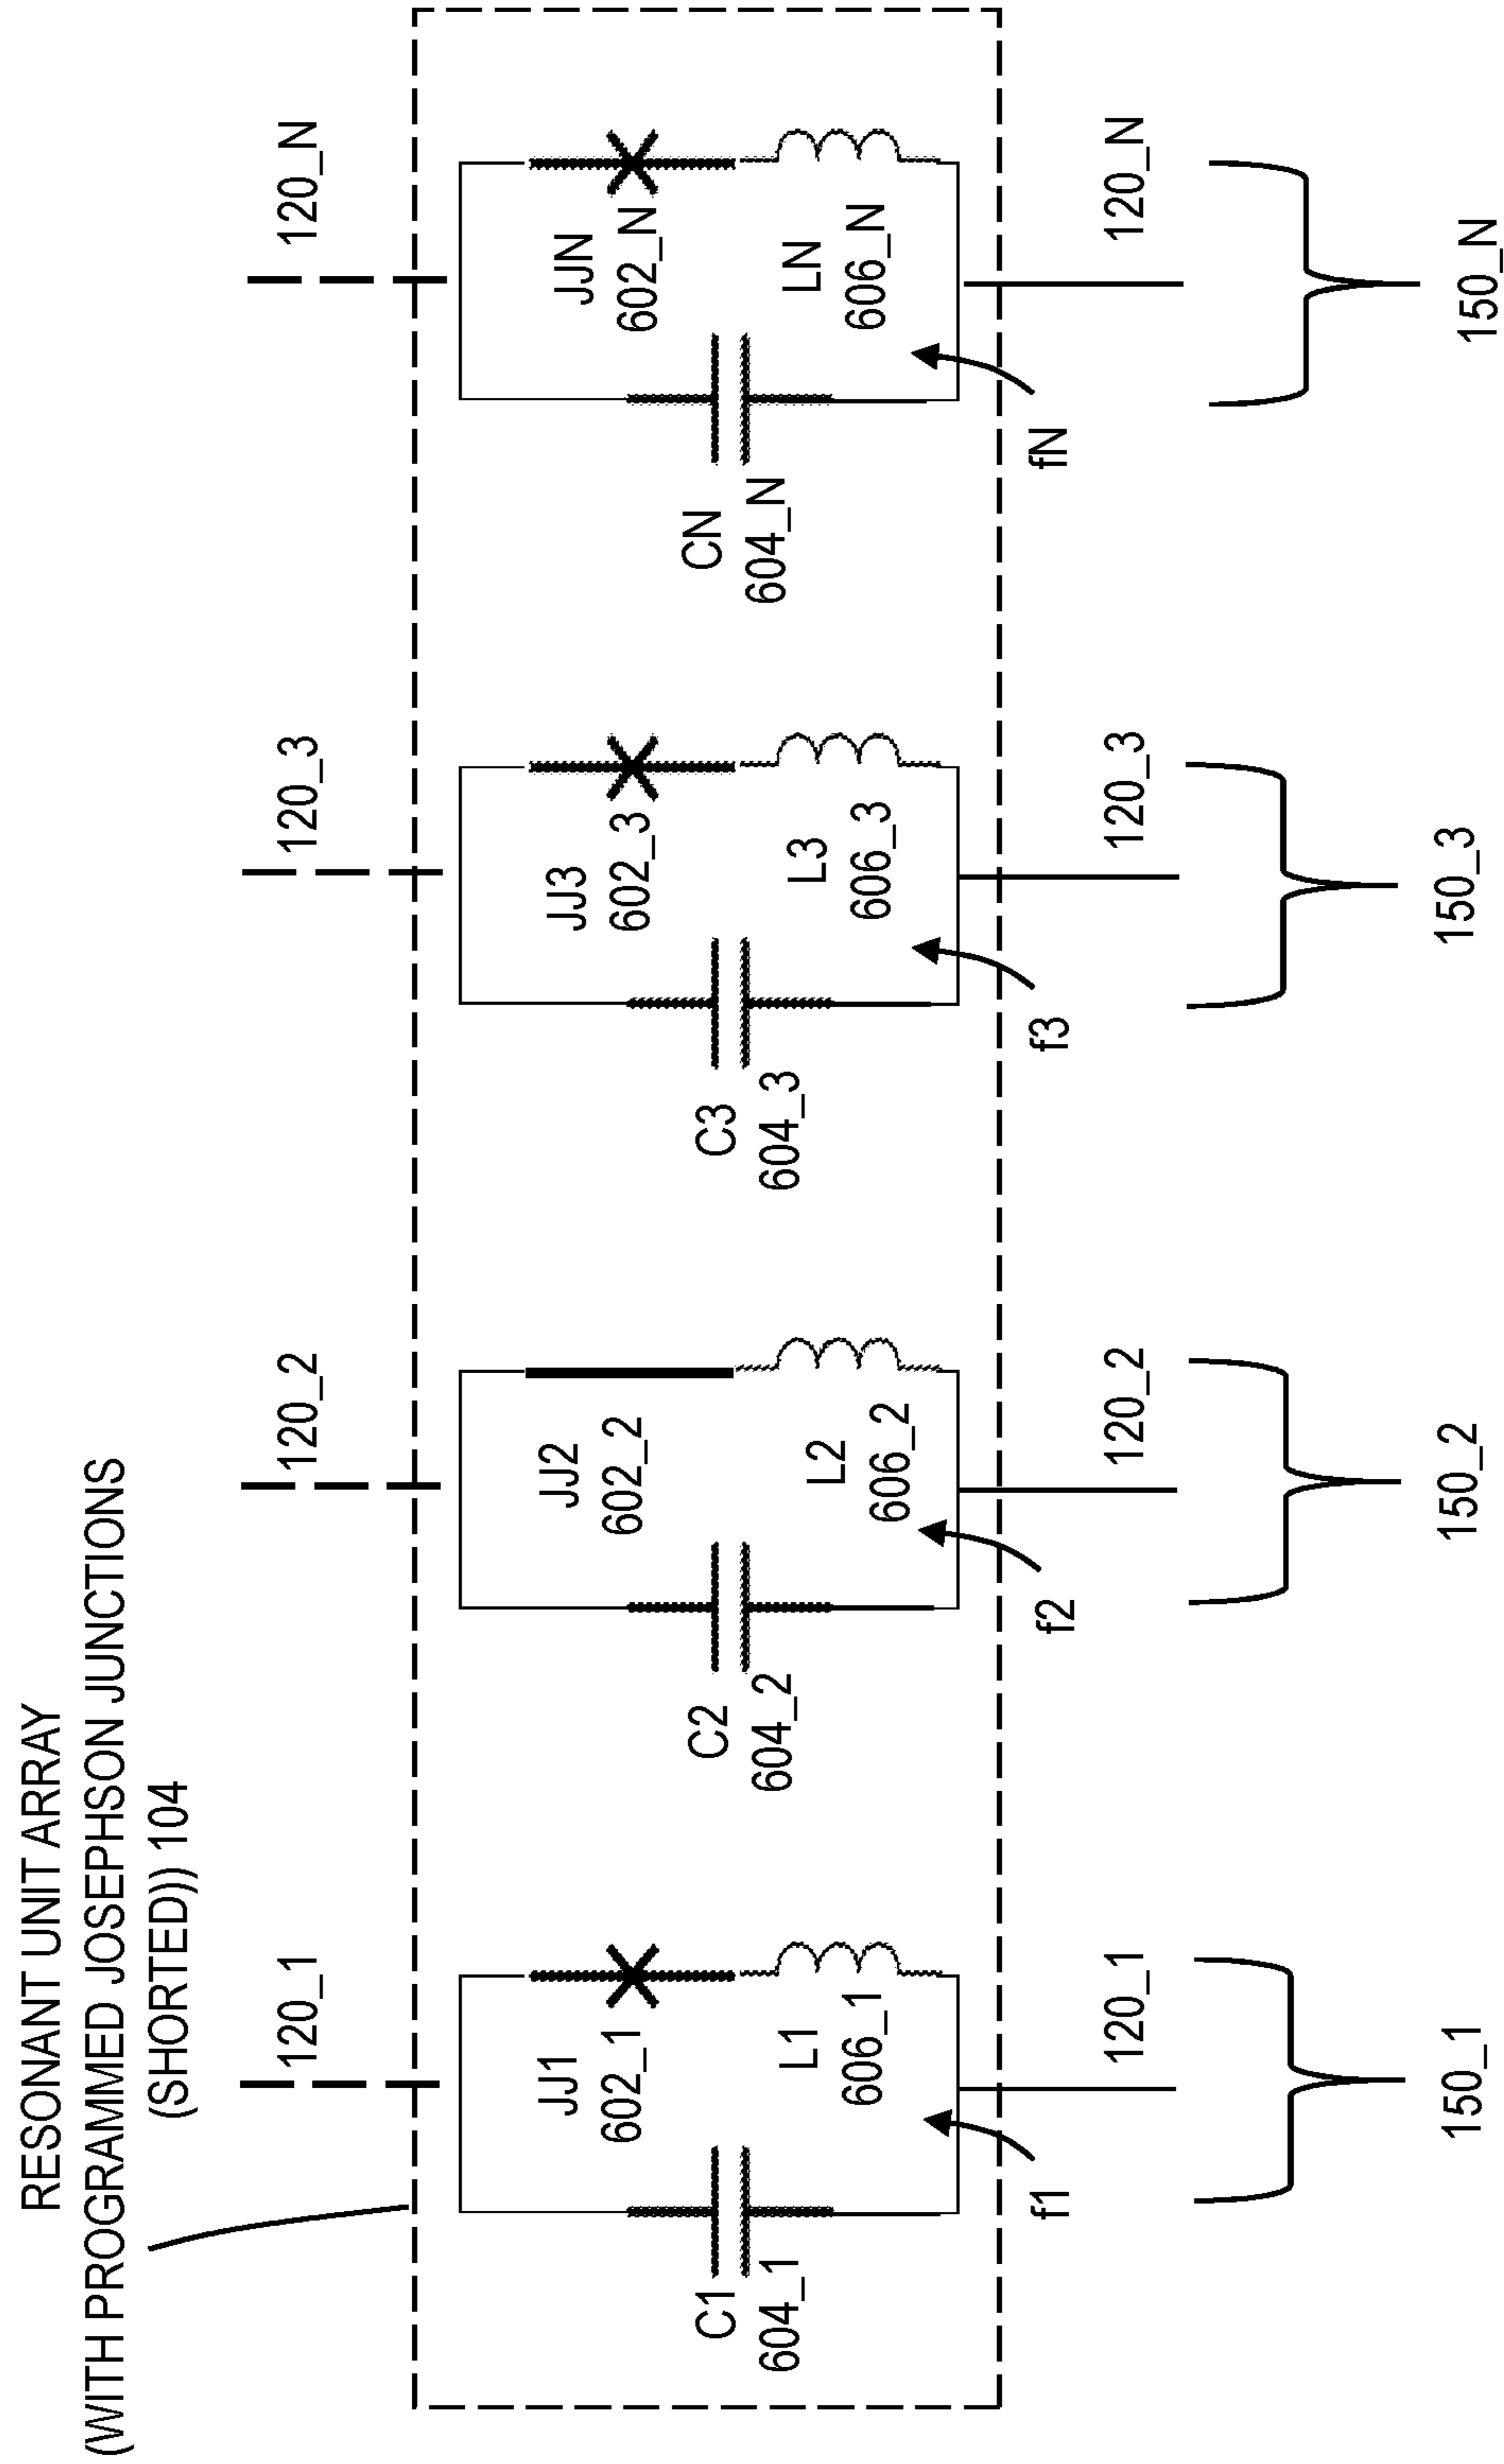 RESONANT UNIT ARRAY
(WITH PROGRAMMED JOSEPHSON JUNCTIONS
(SHORTED)) 104
120_1
120_2
120_3
120_N
JJ1
602_1
C1
604_1
L1
606_1
f1
JJ2
602_2
C2
604_2
L2
606_2
f2
JJ3
602_3
C3
604_3
L3
606_3
f3
JJN
602_N
CN
604_N
LN
606_N
fN
120_1
120_2
120_3
120_N
150_1
150_2
150_3
150_N